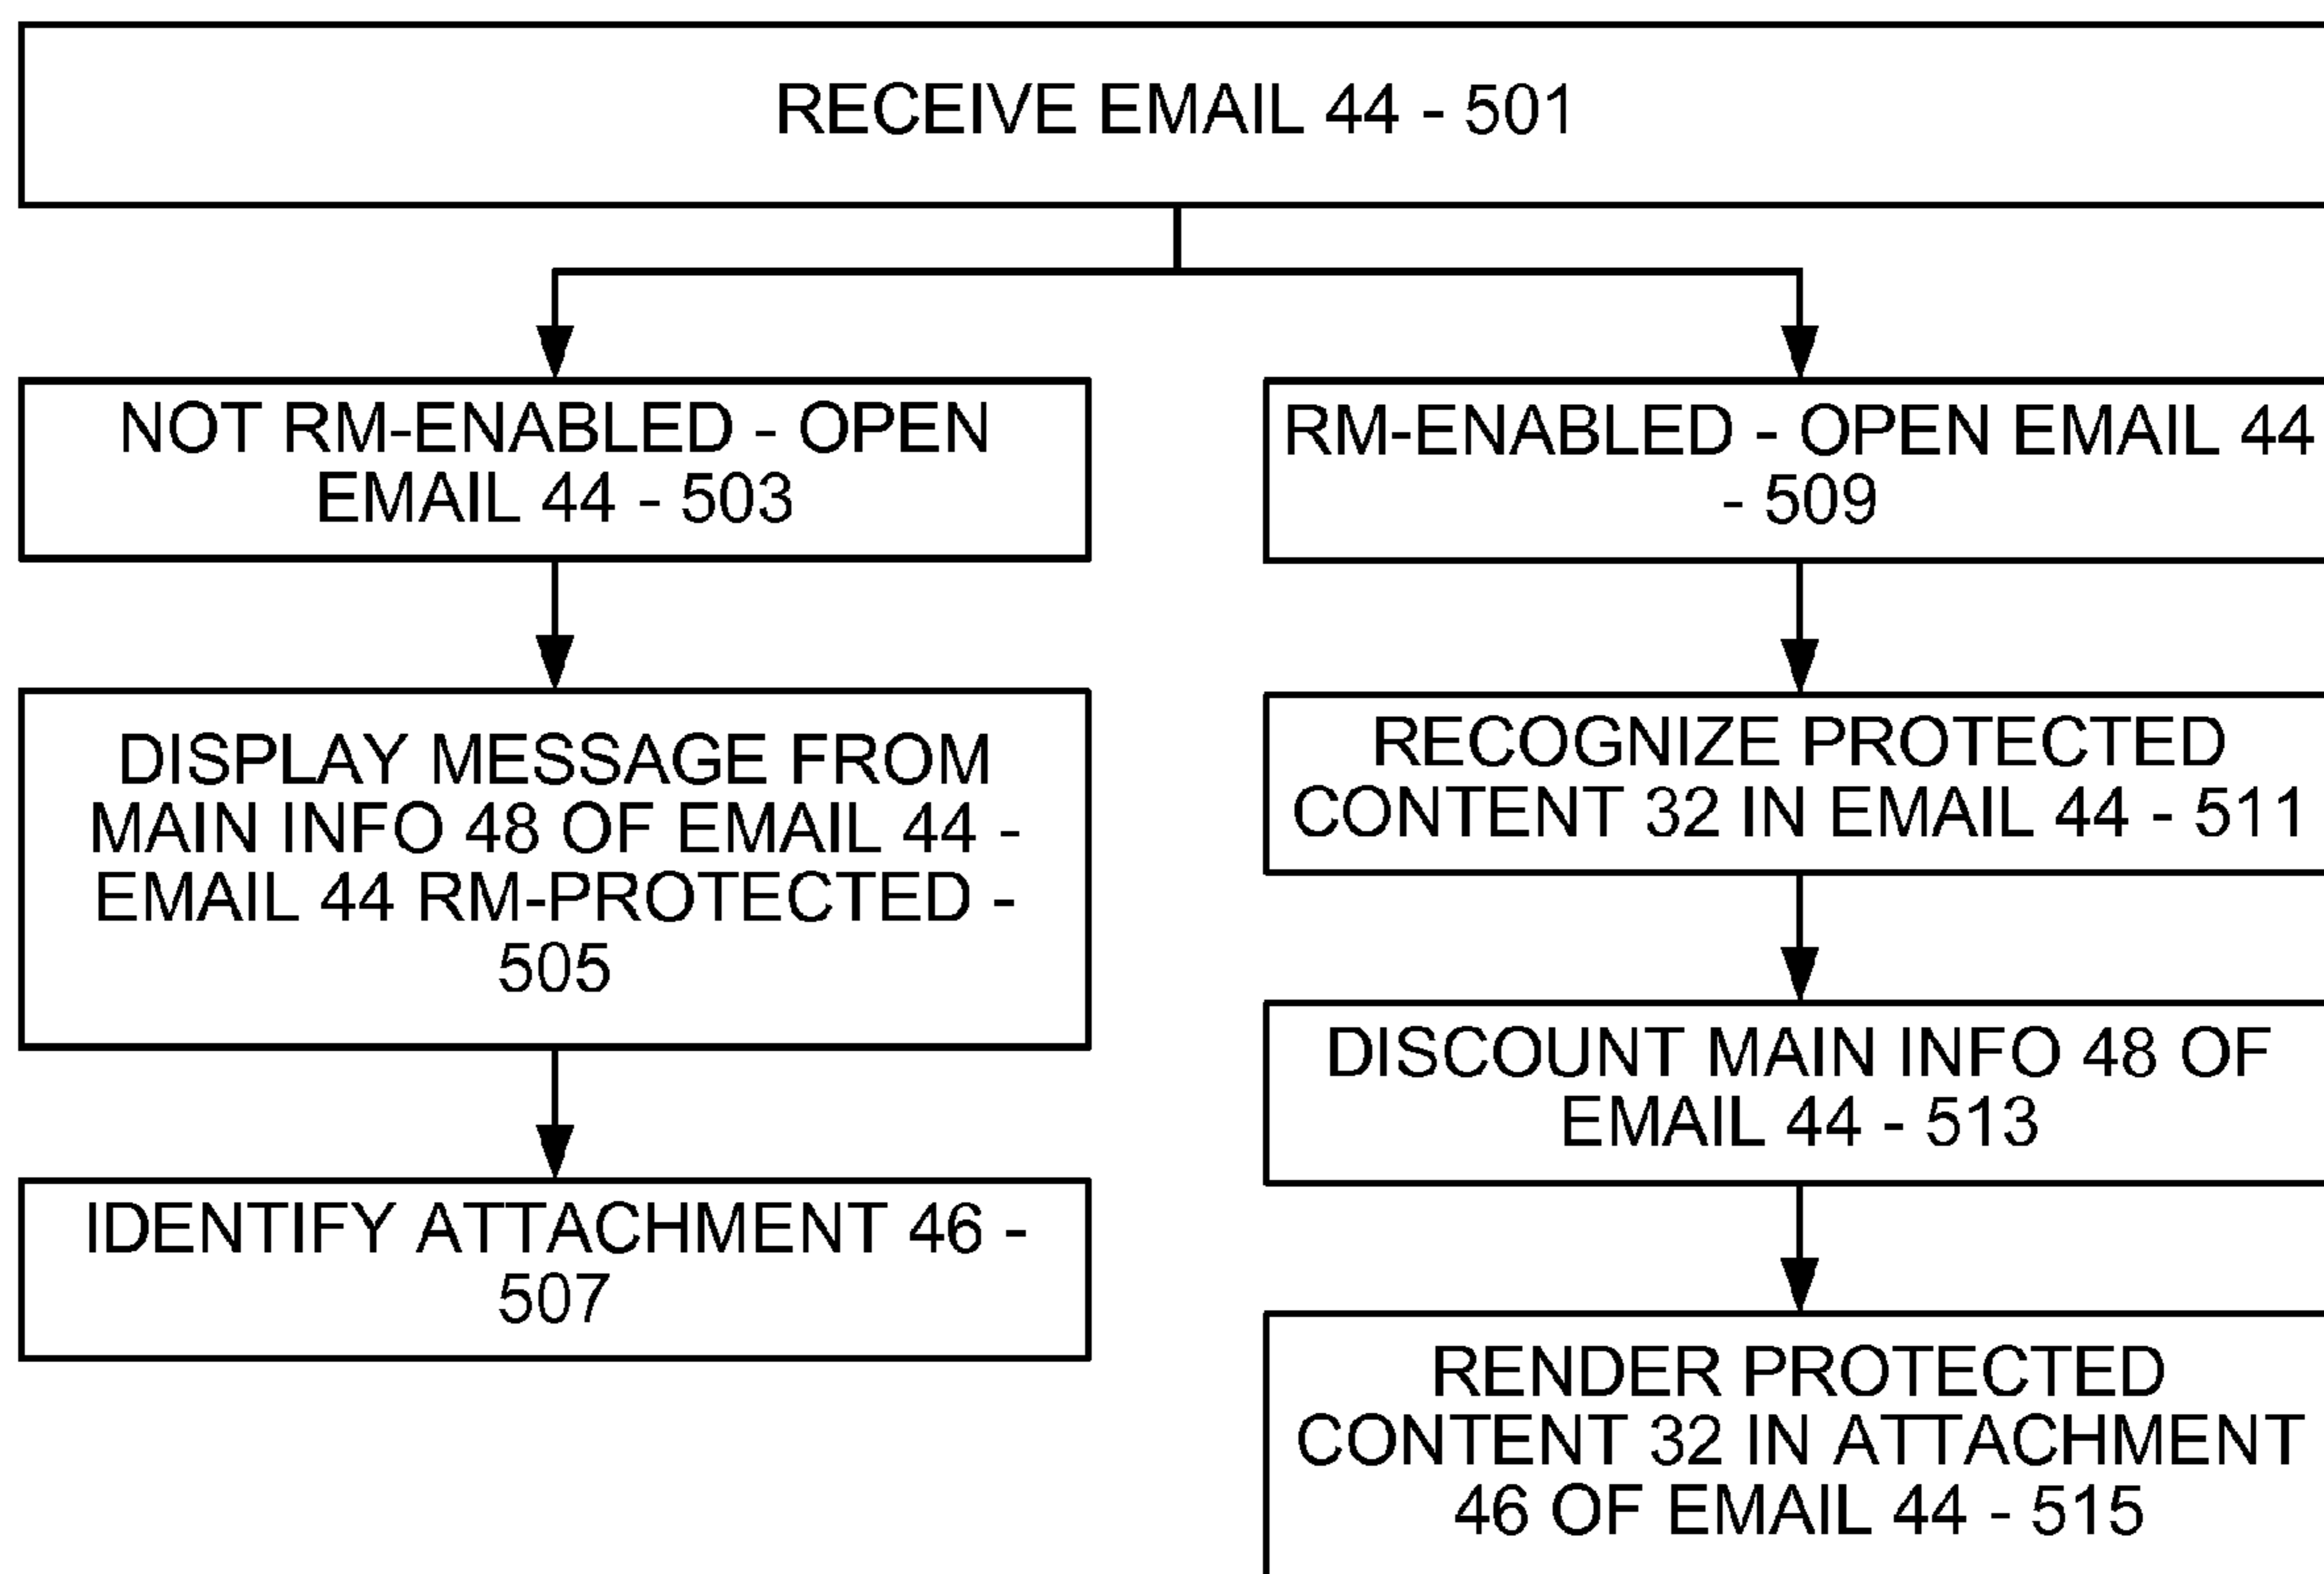 RECEIVE EMAIL 44 - 501
NOT RM-ENABLED - OPEN
EMAIL 44 - 503
DISPLAY MESSAGE FROM
MAIN INFO 48 OF EMAIL 44 -
EMAIL 44 RM-PROTECTED -
505
IDENTIFY ATTACHMENT 46 -
507
RM-ENABLED - OPEN EMAIL 44
- 509
RECOGNIZE PROTECTED
CONTENT 32 IN EMAIL 44 - 511
DISCOUNT MAIN INFO 48 OF
EMAIL 44 - 513
RENDER PROTECTED
CONTENT 32 IN ATTACHMENT
46 OF EMAIL 44 - 515